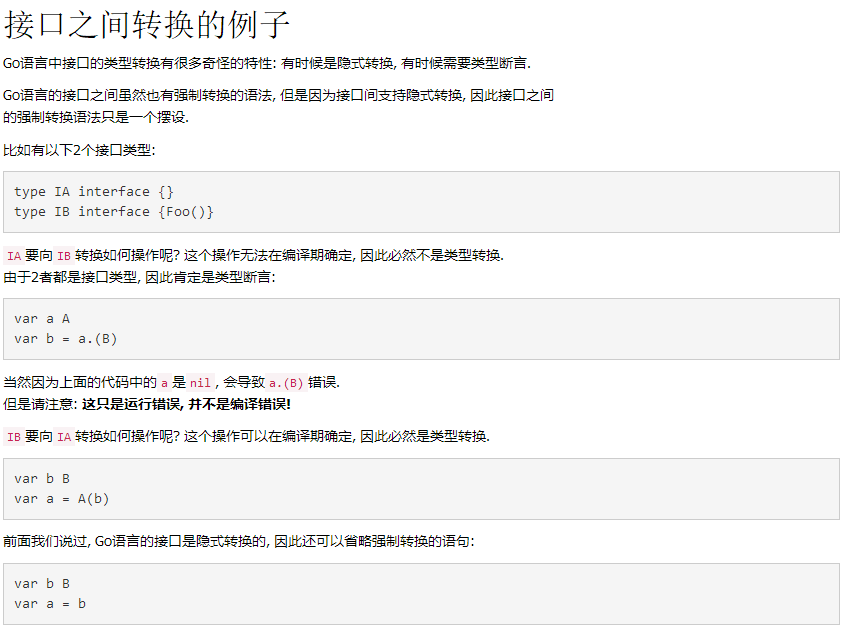 接口之间转换的例子
Go语言中接口的类型转换有很多奇怪的特性: 有时候是隐式转换, 有时候需要类型断言.
Go语言的接口之间虽然也有强制转换的语法, 但是因为接口间支持隐式转换, 因此接口之间
的强制转换语法只是一个摆设.
比如有以下2个接口类型:
type IA interface {}
type IB interface {Foo()}
IA 要向 IB 转换如何操作呢? 这个操作无法在编译期确定, 因此必然不是类型转换.
由于2者都是接口类型, 因此肯定是类型断言:
var a A
var b = a.(B)
当然因为上面的代码中的 a 是 nil , 会导致 a.(B) 错误.
但是请注意: 这只是运行错误, 并不是编译错误!
IB 要向 IA 转换如何操作呢? 这个操作可以在编译期确定, 因此必然是类型转换.
var b B
var a = A(b)
前面我们说过, Go语言的接口是隐式转换的, 因此还可以省略强制转换的语句:
var b B
var a = b